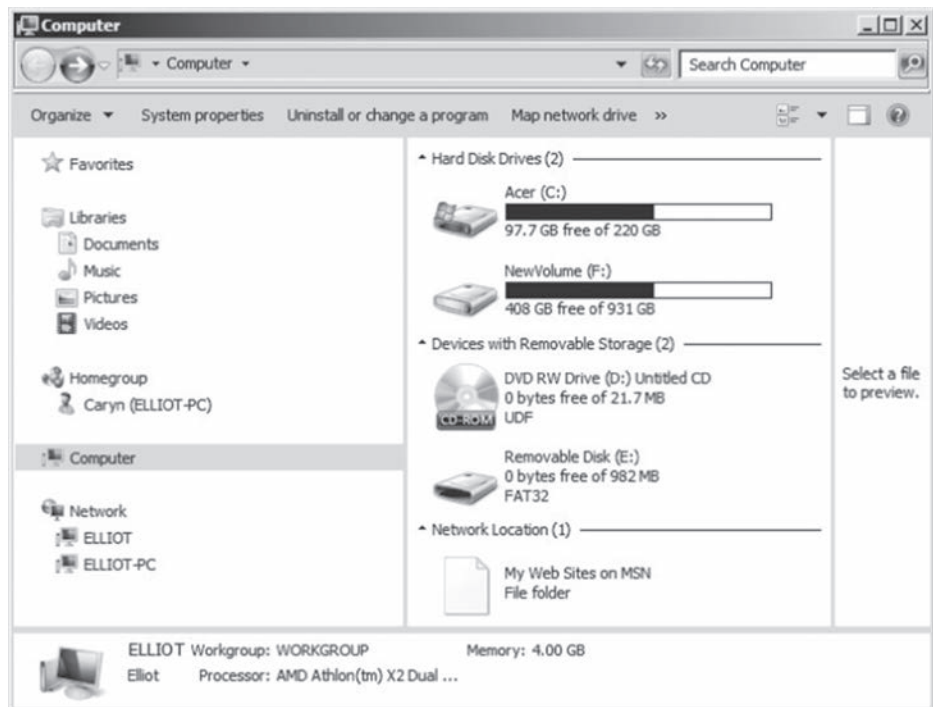 Computer
Computer
Search Computer
Organize System properties Uninstall or change a program Map network drive »
Favorites
Libraries
Documents
Music
Pictures
Videos
Homegroup
Caryn (ELLIOT-PC)
Computer
Network
ELLIOT
ELLIOT-PC
Hard Disk Drives (2)
Acer (C:)
97.7 GB free of 220 GB
NewVolume (F:)
408 GB free of 931 GB
Devices with Removable Storage (2)
DVD RW Drive (D:) Untitled CD
0 bytes free of 21.7 MB
UDF
CD-ROM
Removable Disk (E:)
0 bytes free of 982 MB
FAT32
Network Location (1)
My Web Sites on MSN
File folder
Select a file
to preview.
ELLIOT Workgroup: WORKGROUP Memory: 4.00 GB
Elliot Processor: AMD Athlon(tm) X2 Dual ...